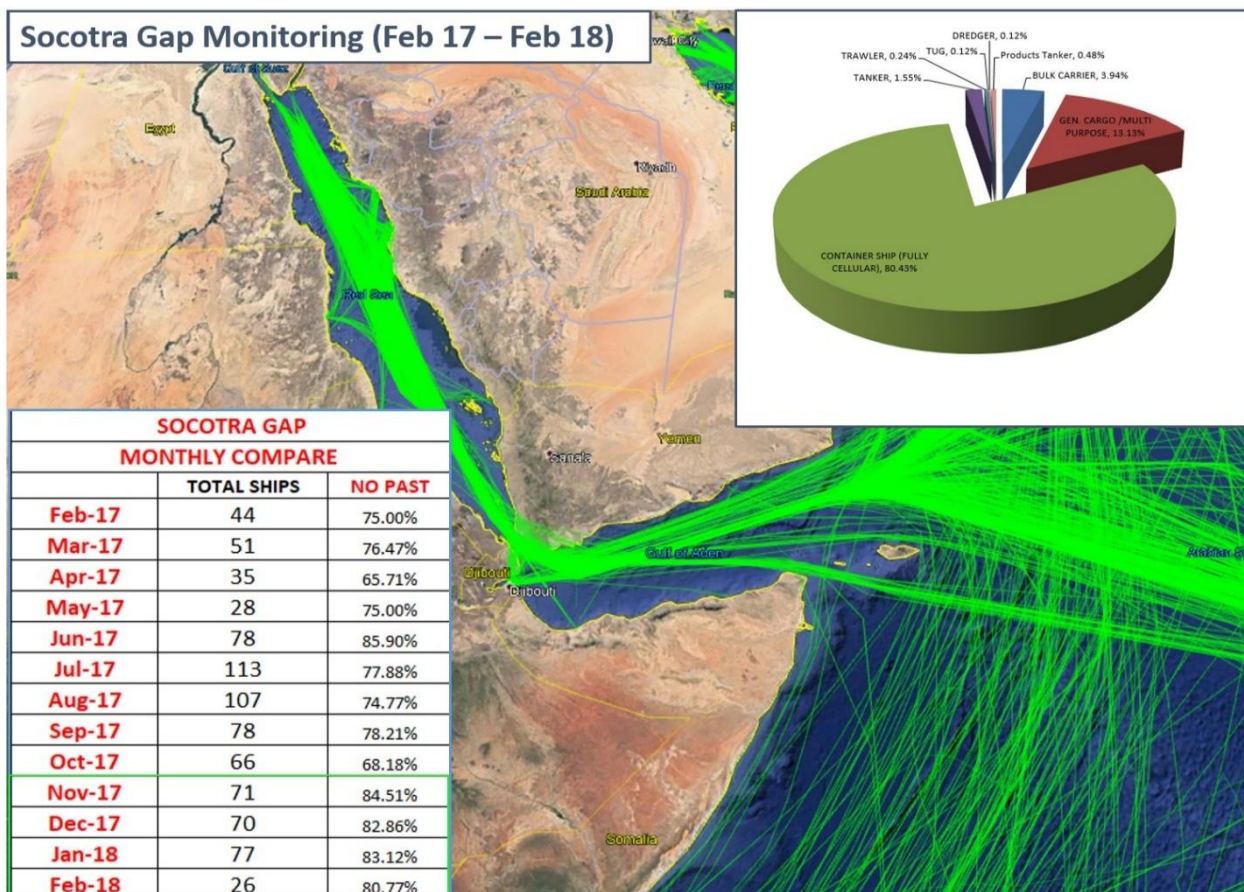 Socotra Gap Monitoring (Feb 17 – Feb 18)
DREDGER, 0.12%
TRAWLER, 0.24%
TUG, 0.12%
Products Tanker, 0.48%
TANKER, 1.55%
BULK CARRIER, 3.94%
GEN. CARGO /MULTI
PURPOSE, 13.13%
CONTAINER SHIP (FULLY
CELLULAR), 80.43%
Egypt
Riyadh
Saudi Arabia
Red Sea
Yemen
Sana'a
Gulf of Aden
Djibouti
Djibouti
Somalia
SOCOTRA GAP
MONTHLY COMPARE
TOTAL SHIPS NO PAST
Feb-17 44 75.00%
Mar-17 51 76.47%
Apr-17 35 65.71%
May-17 28 75.00%
Jun-17 78 85.90%
Jul-17 113 77.88%
Aug-17 107 74.77%
Sep-17 78 78.21%
Oct-17 66 68.18%
Nov-17 71 84.51%
Dec-17 70 82.86%
Jan-18 77 83.12%
Feb-18 26 80.77%